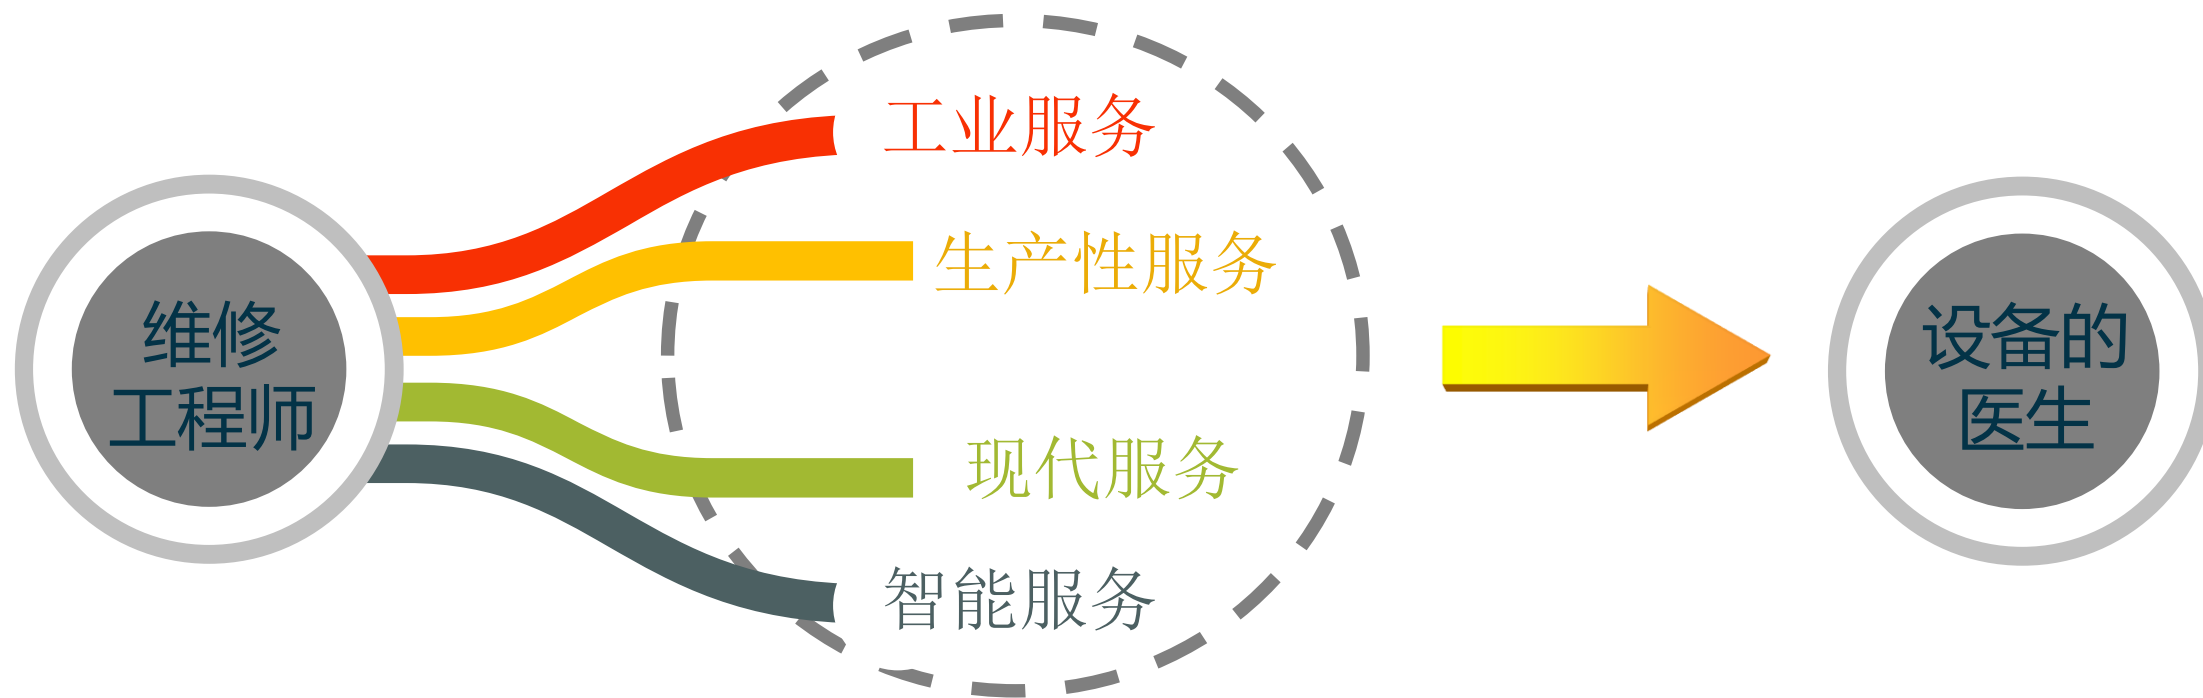 维修
工程师
工业服务
生产性服务
现代服务
智能服务
设备的
医生